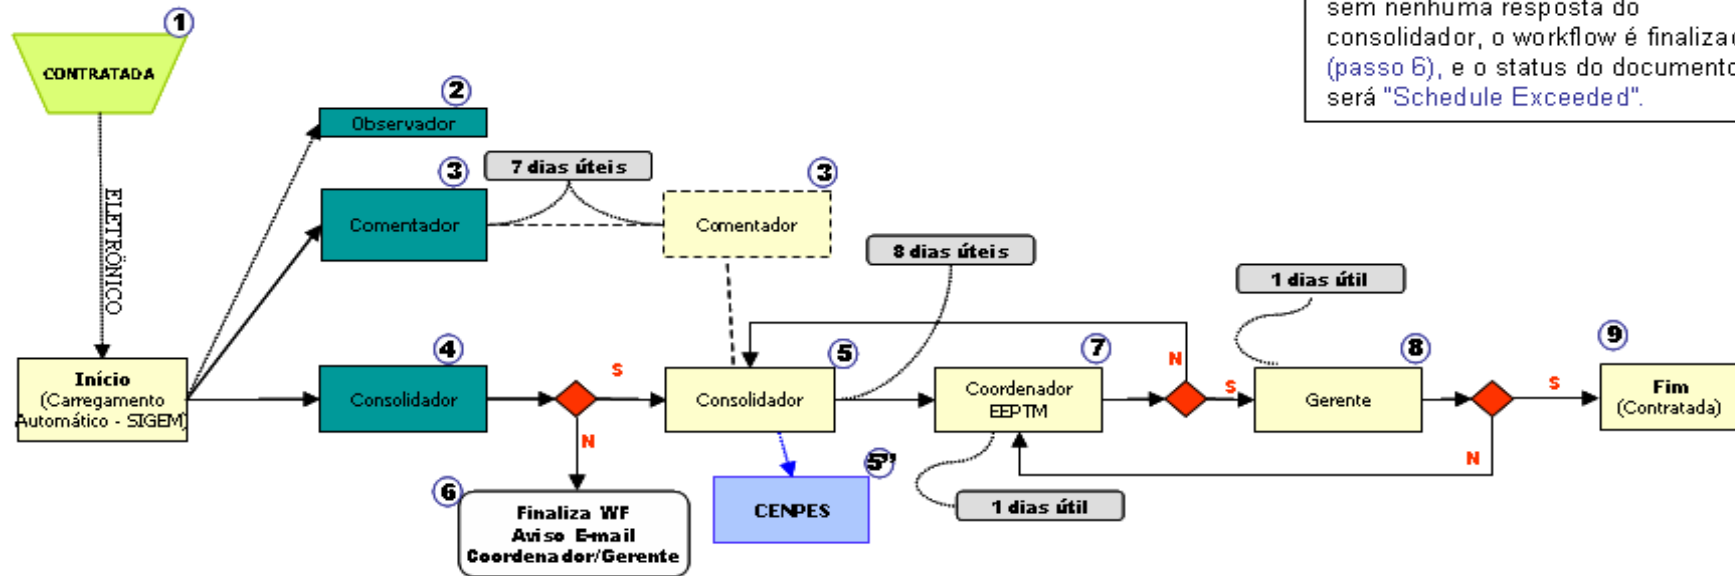 sem nenhuma resposta do
consolidador, o workflow é
(passo 6), e o status do documento
será "Schedule Exceeded".
1
CONTRATADA
ELETRÔNICO
2
Observador
3
Comentador
7 dias úteis
3
Comentador
8 dias úteis
1 dias útil
Início
(Carregamento
Automático - SIGEM)
4
Consolidador
S
N
5
Consolidador
7
Coordenador
EEPTM
N
S
8
Gerente
S
N
9
Fim
(Contratada)
6
Finaliza WF
Aviso E-mail
Coordenador/Gerente
5"
CENPES
1 dias útil